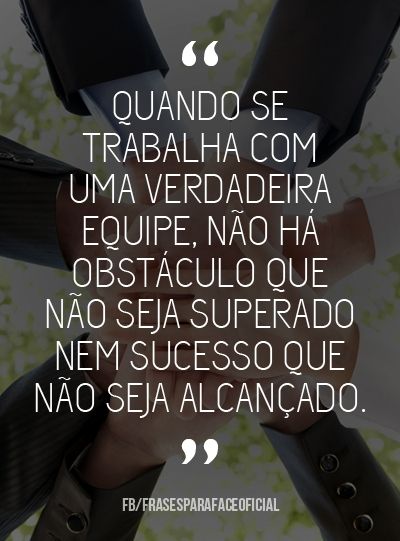 “
QUANDO SE
TRABALHA COM
UMA VERDADEIRA
EQUIPE, NÃO HÁ
OBSTÁCULO QUE
NÃO SEJA SUPERADO
NEM SUCESSO QUE
NÃO SEJA ALCANÇADO.
”
FB/FRASESPARAFACEOFICIAL